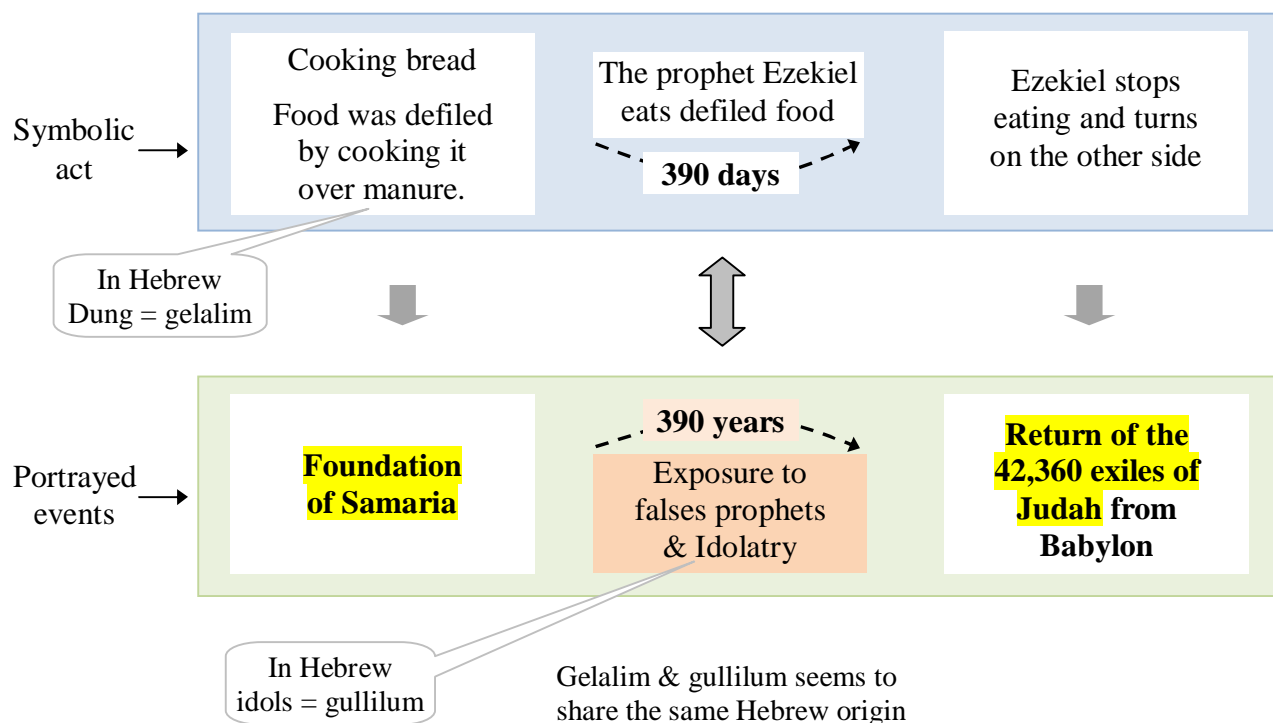 Symbolic
act
Cooking bread
Food was defiled
by cooking it
over manure.
The prophet Ezekiel
eats defiled food
390 days
Ezekiel stops
eating and turns
on the other side
In Hebrew
Dung = gelalim
Portrayed
events
Foundation
of Samaria
390 years
Exposure to
falses prophets
& Idolatry
Return of the
42,360 exiles of
Judah from
Babylon
In Hebrew
idols = gullilum
Gelalim & gullilum seems to
share the same Hebrew origin